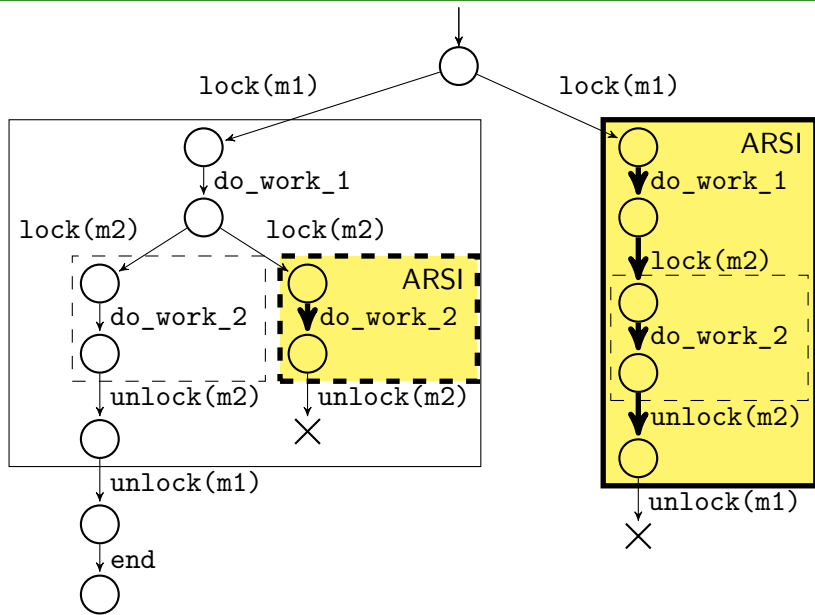 lock(m1) lock(m1)
ARSI
do_work_1 do_work_1
lock(m2) lock(m2)
lock(m2)
ARSI
do_work_2 do_work_2 do_work_2
unlock(m2) unlock(m2) unlock(m2)
unlock(m1) unlock(m1)
end